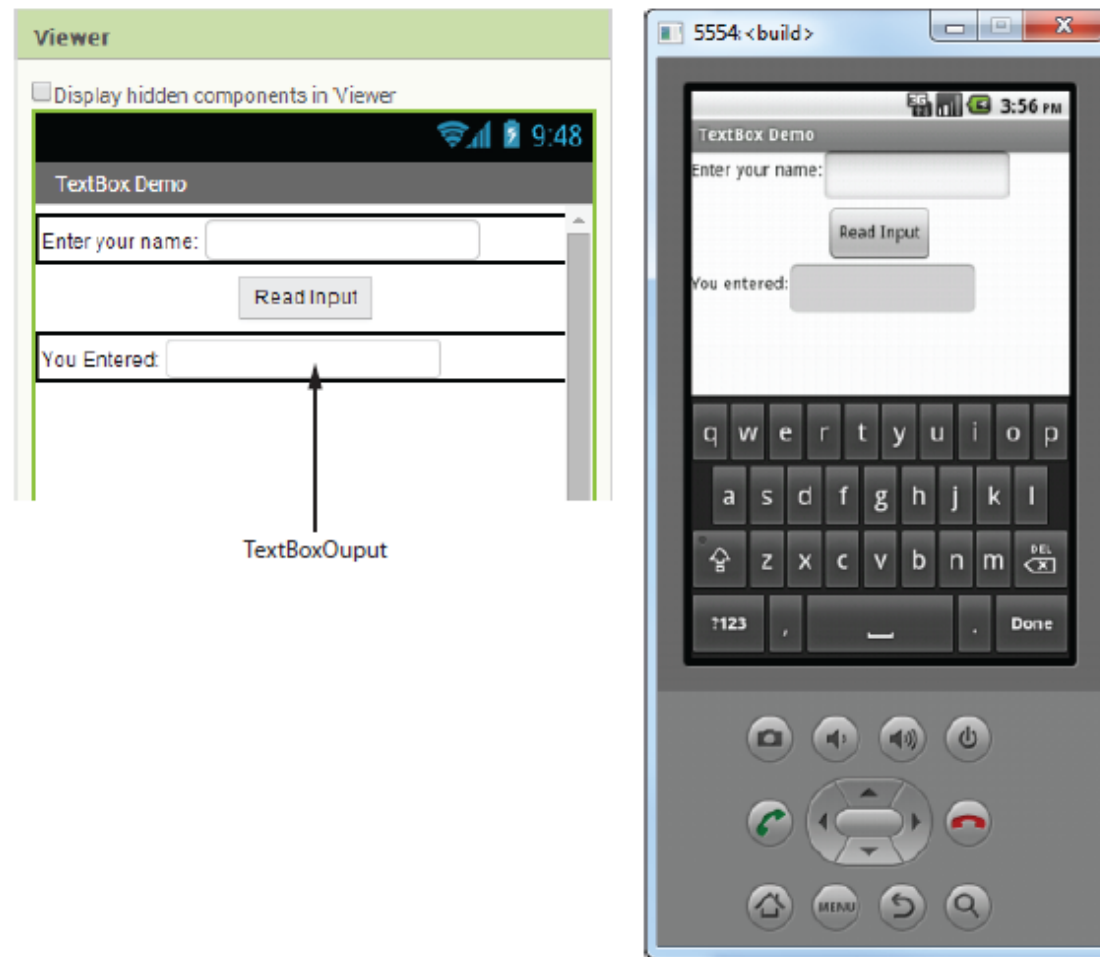 Viewer
Display hidden components in Viewer
9:48
TextBox Demo
Enter your name:
Read Input
You Entered:
TextBoxOuput
5554:<build>
3:56 PM
TextBox Demo
Enter your name:
Read Input
You entered:
q w e r t y u i o p
a s d f g h j k l
z x c v b n m DEL
?123 , . Done
MENU